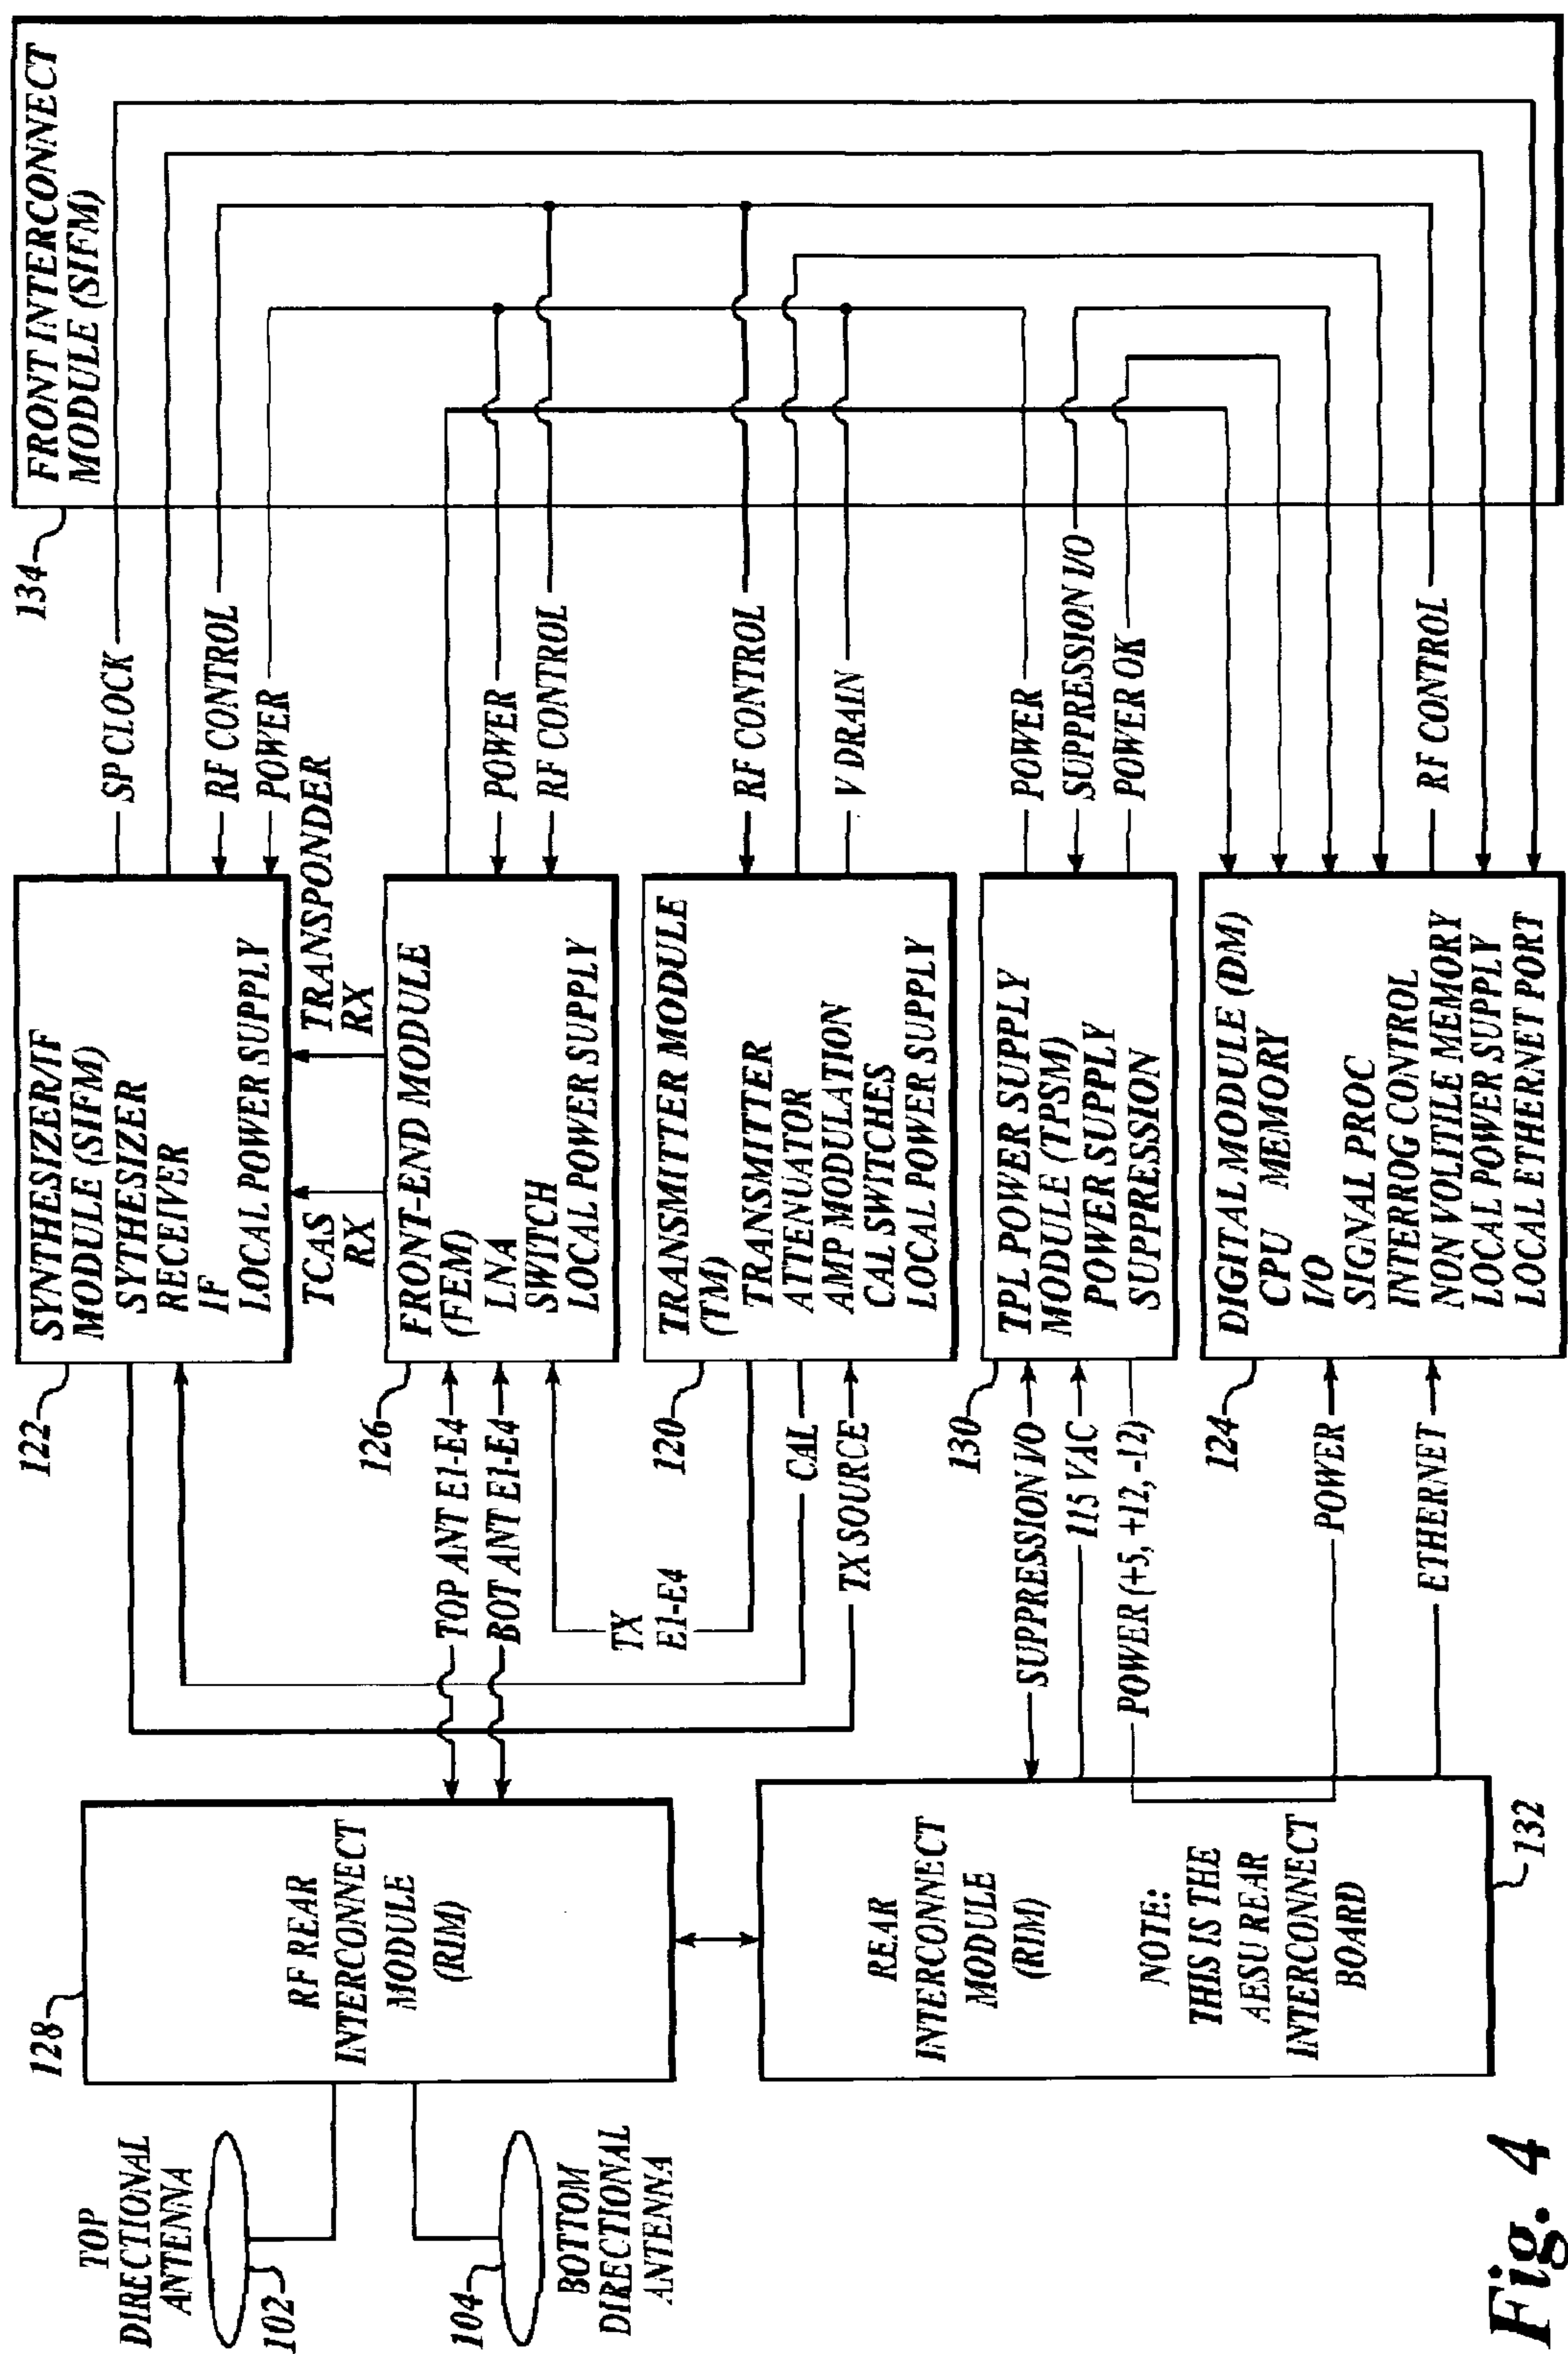 TOP
DIRECTIONAL
ANTENNA
102
104
BOTTOM
DIRECTIONAL
ANTENNA
128
RF REAR
INTERCONNECT
MODULE
(RIM)
REAR
INTERCONNECT
MODULE
(RIM)
NOTE:
THIS IS THE
AESU REAR
INTERCONNECT
BOARD
132
TOP ANT E1-E4
BOT ANT E1-E4
TX
E1-E4
CAL
TX SOURCE
SUPPRESSION I/O
115 VAC
POWER (+5, +12, -12)
POWER
ETHERNET
122
SYNTHESIZER/IF
MODULE (SIFM)
SYTHESIZER
RECEIVER
IF
LOCAL POWER SUPPLY
TCAS
RX
TRANSPONDER
RX
126
FRONT-END MODULE
(FEM)
LNA
SWITCH
LOCAL POWER SUPPLY
120
TRANSMITTER MODULE
(TM)
TRANSMITTER
ATTENUATOR
AMP MODULATION
CAL SWITCHES
LOCAL POWER SUPPLY
130
TPL POWER SUPPLY
MODULE (TPSM)
POWER SUPPLY
SUPPRESSION
124
DIGITAL MODULE (DM)
CPU MEMORY
I/O
SIGNAL PROC
INTERROG CONTROL
NON VOLITILE MEMORY
LOCAL POWER SUPPLY
LOCAL ETHERNET PORT
SP CLOCK
RF CONTROL
POWER
POWER
RF CONTROL
RF CONTROL
V DRAIN
POWER
SUPPRESSION I/O
POWER OK
RF CONTROL
134
FRONT INTERCONNECT
MODULE (SIFM)
Fig. 4